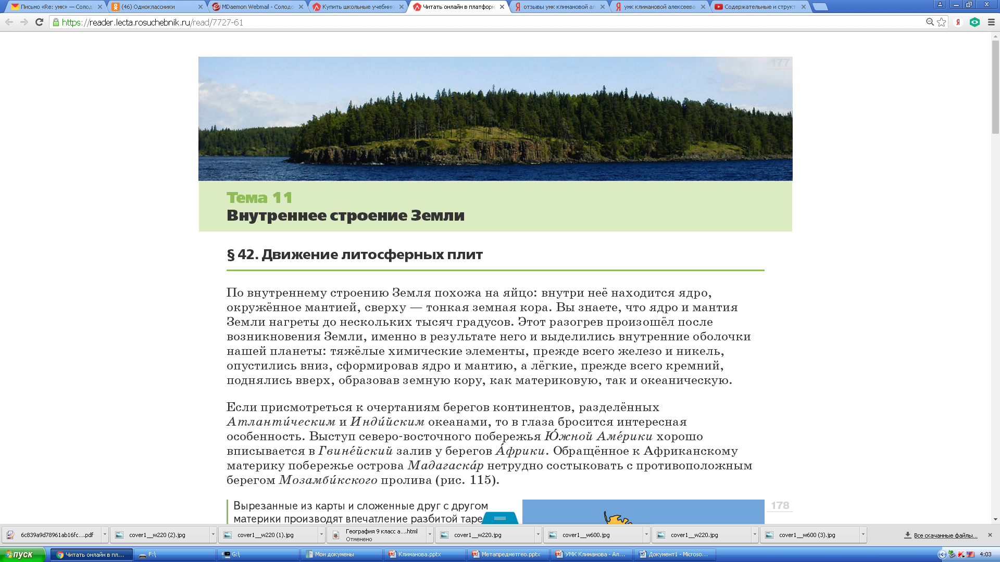 Письмо «Re: умк» — Солод
(46) Одноклассники
MDaemon Webmail - Солодо
Купить школьные учебник
Читать онлайн в платформ
отзывы умк климановой ал
умк климановой алексеева
Содержательные и структ
https://reader.lecta.rosuchebnik.ru/read/7727-61
177
Тема 11
Внутреннее строение Земли
§ 42. Движение литосферных плит
По внутреннему строению Земля похожа на яйцо: внутри неё находится ядро,
окружённое мантией, сверху — тонкая земная кора. Вы знаете, что ядро и мантия
Земли нагреты до нескольких тысяч градусов. Этот разогрев произошёл после
возникновения Земли, именно в результате него и выделились внутренние оболочки
нашей планеты: тяжёлые химические элементы, прежде всего железо и никель,
опустились вниз, сформировав ядро и мантию, а лёгкие, прежде всего кремний,
поднялись вверх, образовав земную кору, как материковую, так и океаническую.
Если присмотреться к очертаниям берегов континентов, разделённых
Атланти́ческим и Инди́йским океанами, то в глаза бросится интересная
особенность. Выступ северо-восточного побережья Ю́жной Аме́рики хорошо
вписывается в Гвине́йский залив у берегов А́фрики. Обращённое к Африканскому
материку побережье острова Мадагаска́р нетрудно состыковать с противоположным
берегом Мозамби́кского пролива (рис. 115).
Вырезанные из карты и сложенные друг с другом
материки производят впечатление разбитой таре
178
6c839a9d78961ab16fc....pdf
cover1__w220 (2).jpg
cover1__w220 (1).jpg
География 9 класс а....html
Отменено
cover1__w220.jpg
cover1__w600.jpg
cover1__w220.jpg
cover1__w600 (3).jpg
Все скачанные файлы...
пуск
Читать онлайн в пл...
F:\
G:\
Мои докумены
Климанова.pptx
Метапредметгео.pptx
УМК Климанова - Ал...
Документ1 - Microso...
4:03